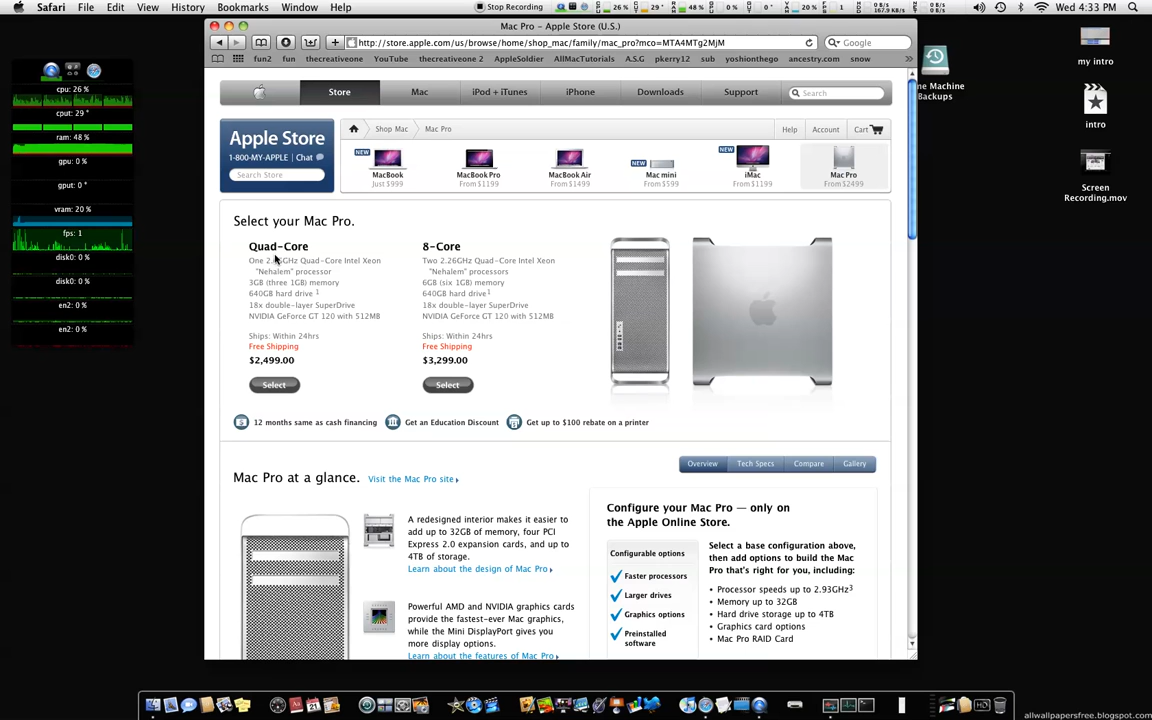 Safari File Edit View History Bookmarks Window Help
Stop Recording
26 % 29 ° 48 % 0 % 0 ° 20 % 1
Wed 4:33 PM
Mac Pro - Apple Store (U.S.)
http://store.apple.com/us/browse/home/shop_mac/family/mac_pro?mco=MTA4MTg2MjM
Google
fun2 fun thecreativeone YouTube thecreativeone 2 AppleSoldier AllMacTutorials A.S.G pkerry12 sub yoshionthego ancestry.com snow
cpu: 26 %
cput: 29 °
ram: 48 %
gpu: 0 %
gput: 0 °
vram: 20 %
fps: 1
disk0: 0 %
disk0: 0 %
en2: 0 %
en2: 0 %
Store Mac iPod + iTunes iPhone Downloads Support Search
Apple Store
1-800-MY-APPLE | Chat
Search Store
Shop Mac Mac Pro Help Account Cart
NEW NEW NEW
MacBook MacBook Pro MacBook Air Mac mini iMac Mac Pro
Just $999 From $1199 From $1499 From $599 From $1199 From $2499
Select your Mac Pro.
Quad-Core
One GHz Quad-Core Intel Xeon
"Nehalem" processor
3GB (three 1GB) memory
640GB hard drive 1
18x double-layer SuperDrive
NVIDIA GeForce GT 120 with 512MB
Ships: Within 24hrs
Free Shipping
$2,499.00
Select
8-Core
Two 2.26GHz Quad-Core Intel Xeon
"Nehalem" processors
6GB (six 1GB) memory
640GB hard drive1
18x double-layer SuperDrive
NVIDIA GeForce GT 120 with 512MB
Ships: Within 24hrs
Free Shipping
$3,299.00
Select
12 months same as cash financing Get an Education Discount Get up to $100 rebate on a printer
Overview Tech Specs Compare Gallery
Mac Pro at a glance. Visit the Mac Pro site
A redesigned interior makes it easier to
add up to 32GB of memory, four PCI
Express 2.0 expansion cards, and up to
4TB of storage.
Learn about the design of Mac Pro
Powerful AMD and NVIDIA graphics cards
provide the fastest-ever Mac graphics,
while the Mini DisplayPort gives you
more display options.
Learn about the features of Mac Pro
Configure your Mac Pro — only on
the Apple Online Store.
Configurable options
Faster processors
Larger drives
Graphics options
Preinstalled
software
Select a base configuration above,
then add options to build the Mac
Pro that's right for you, including:
• Processor speeds up to 2.93GHz3
• Memory up to 32GB
• Hard drive storage up to 4TB
• Graphics card options
• Mac Pro RAID Card
me Machine
Backups
my intro
intro
Screen
Recording.mov
allwallpapersfree.blogspot.com